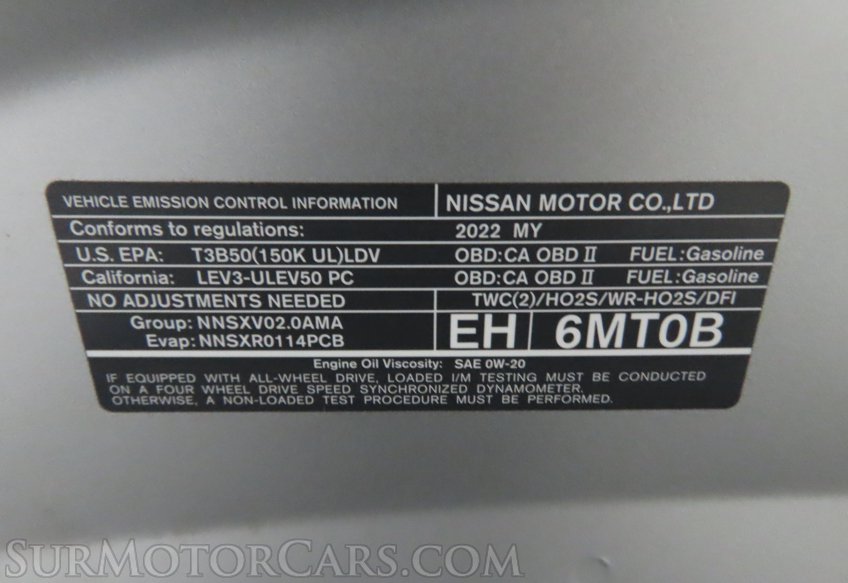 VEHICLE EMISSION CONTROL INFORMATION NISSAN MOTOR CO.,LTD
Conforms to regulations: 2022 MY
U.S. EPA: T3B50(150K UL)LDV OBD:CA OBD II FUEL:Gasoline
California: LEV3-ULEV50 PC OBD:CA OBD II FUEL:Gasoline
NO ADJUSTMENTS NEEDED TWC(2)/HO2S/WR-HO2S/DFI
Group: NNSXV02.0AMA EH 6MT0B
Evap: NNSXR0114PCB
Engine Oil Viscosity: SAE 0W-20
IF EQUIPPED WITH ALL-WHEEL DRIVE, LOADED I/M TESTING MUST BE CONDUCTED
ON A FOUR WHEEL DRIVE SPEED SYNCHRONIZED DYNAMOMETER.
OTHERWISE, A NON-LOADED TEST PROCEDURE MUST BE PERFORMED.
SURMOTORCARS.COM